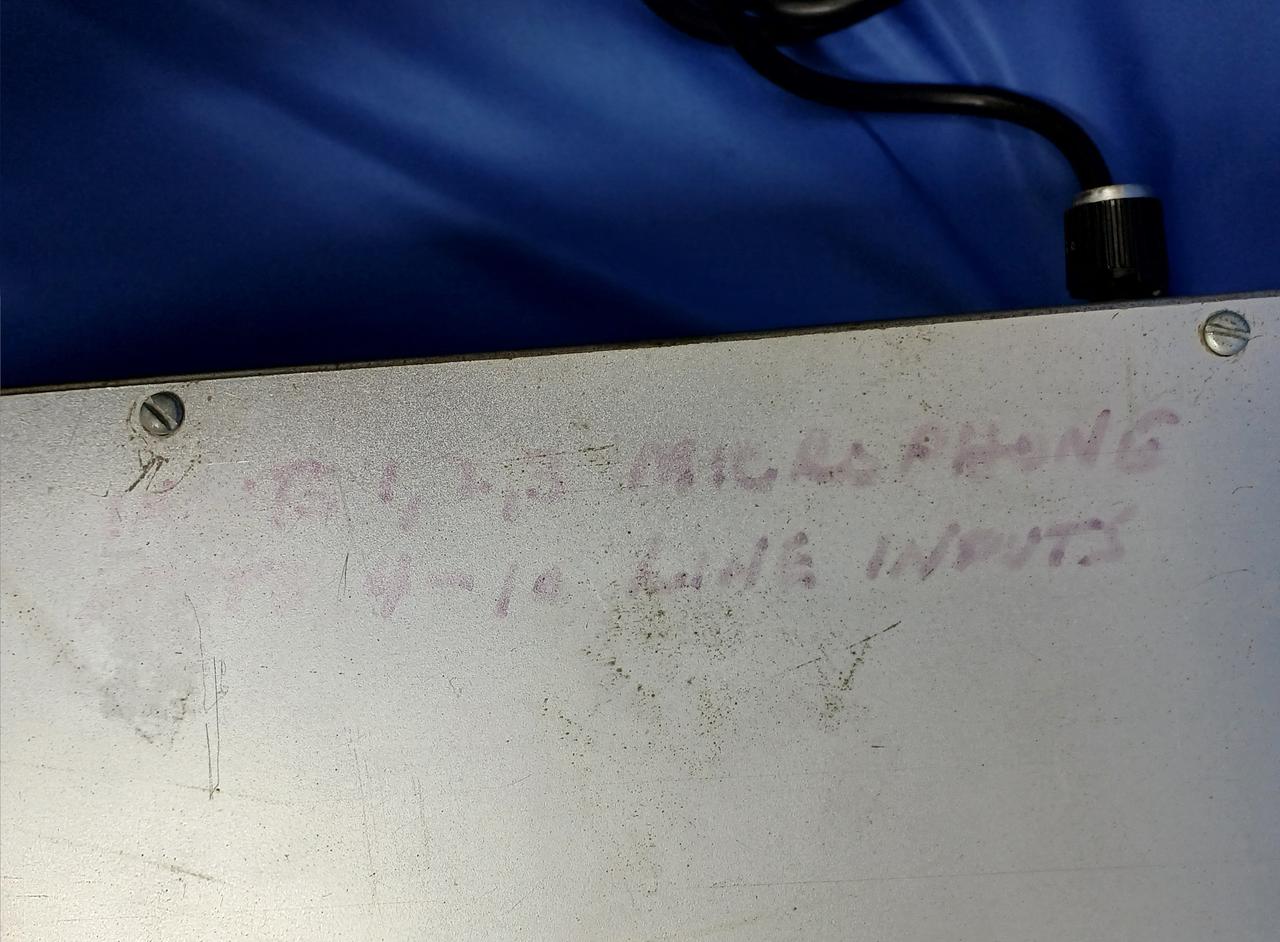 1,2,3 MICROPHONE
4-10 LINE INPUTS